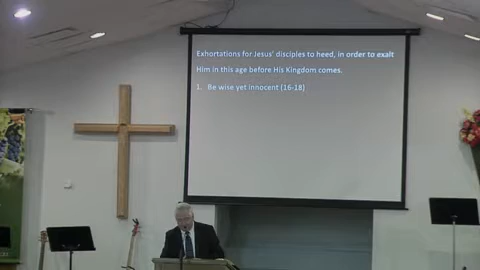 Exhortations for Jesus' disciples to heed, in order to exalt
Him in this age before His Kingdom comes.
1. Be wise yet innocent (16-18)